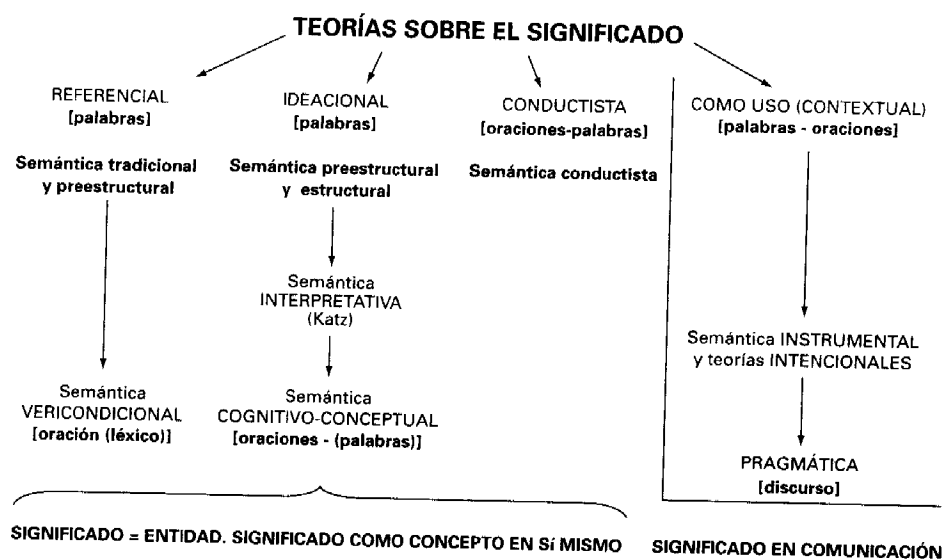 TEORÍAS SOBRE EL SIGNIFICADO
REFERENCIAL
[palabras]
Semántica tradicional
y preestructural
Semántica
VERICONDICIONAL
[oración (léxico)]
IDEACIONAL
[palabras]
Semántica preestructural
y estructural
Semántica
INTERPRETATIVA
(Katz)
Semántica
COGNITIVO-CONCEPTUAL
[oraciones - (palabras)]
CONDUCTISTA
[oraciones-palabras]
Semántica conductista
COMO USO (CONTEXTUAL)
[palabras - oraciones]
Semántica INSTRUMENTAL
y teorías INTENCIONALES
PRAGMÁTICA
[discurso]
SIGNIFICADO = ENTIDAD. SIGNIFICADO COMO CONCEPTO EN Sí MISMO
SIGNIFICADO EN COMUNICACIÓN